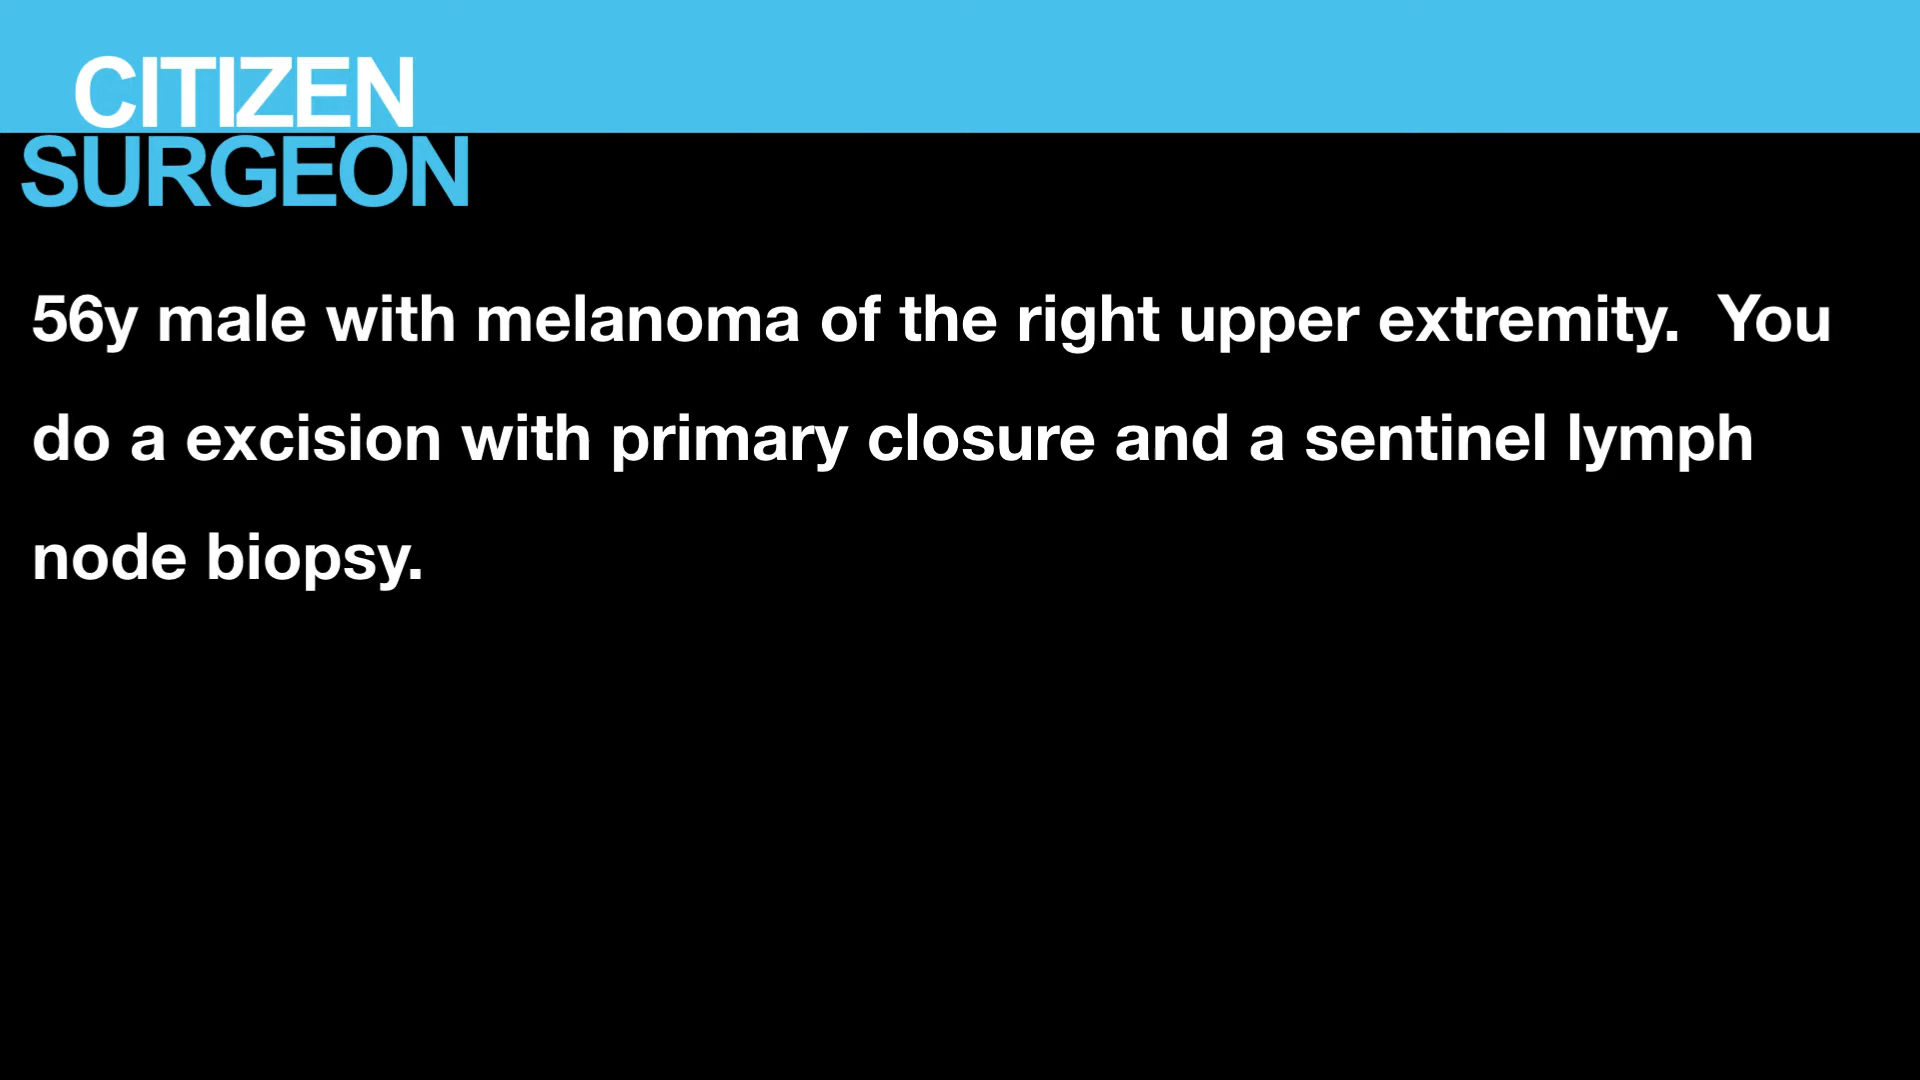 CITIZEN
SURGEON
56y male with melanoma of the right upper extremity.  You
do a excision with primary closure and a sentinel lymph
node biopsy.